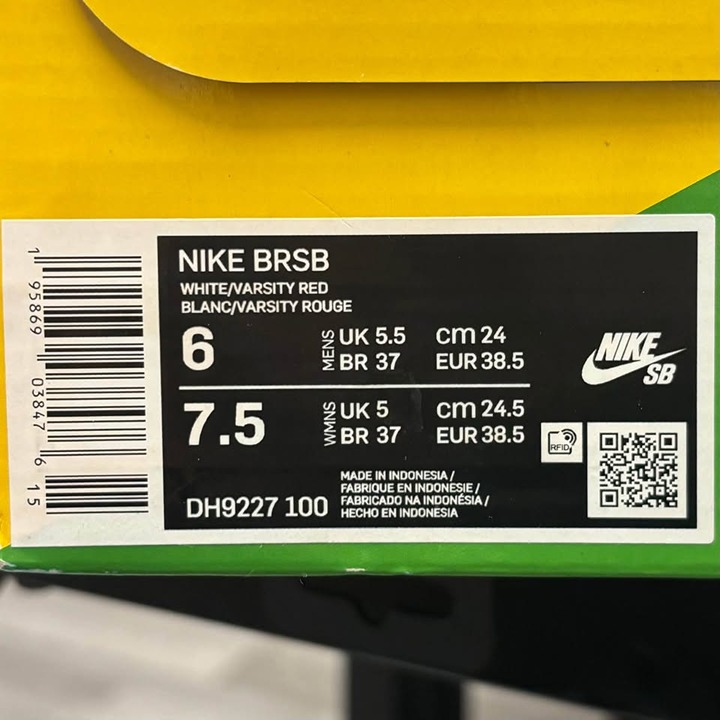 NIKE BRSB
WHITE/VARSITY RED
BLANC/VARSITY ROUGE
6
MENS
UK 5.5 cm 24
BR 37 EUR 38.5
7.5
WMNS
UK 5 cm 24.5
BR 37 EUR 38.5
DH9227 100
MADE IN INDONESIA /
FABRIQUE EN INDONESIE /
FABRICADO NA INDONÉSIA /
HECHO EN INDONESIA
RFID
NIKE
SB
1 95869 03847 6 15